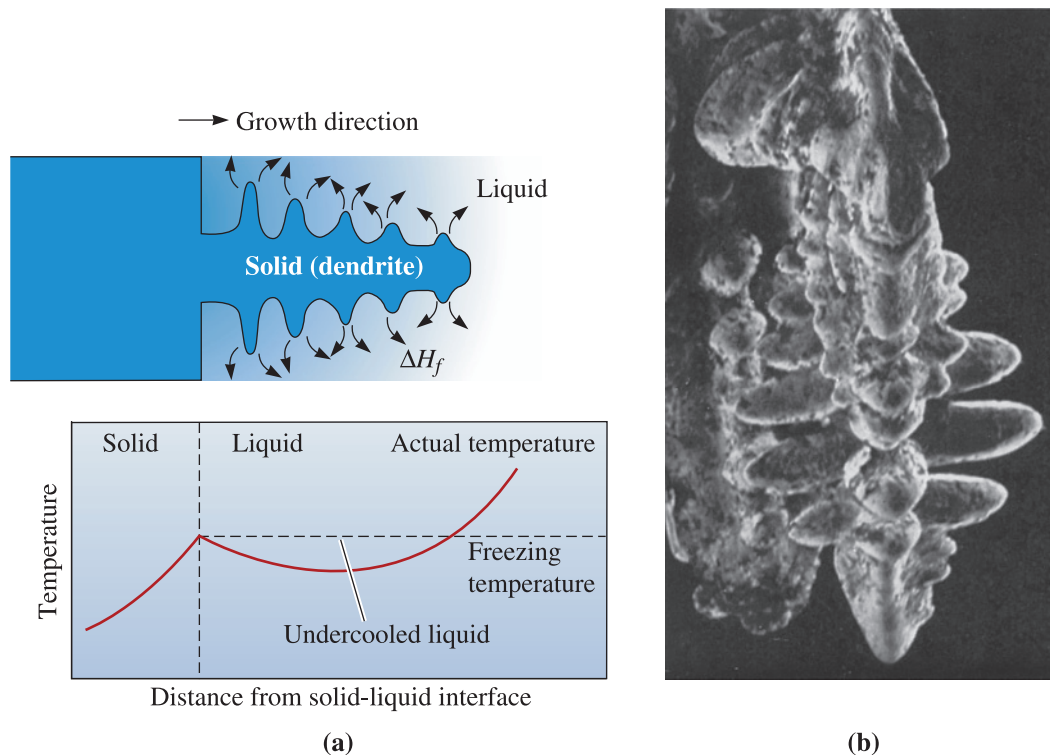 Growth direction
Liquid
Solid (dendrite)
ΔH_f
Solid
Liquid
Actual temperature
Freezing
temperature
Undercooled liquid
Temperature
Distance from solid-liquid interface
(a)
(b)